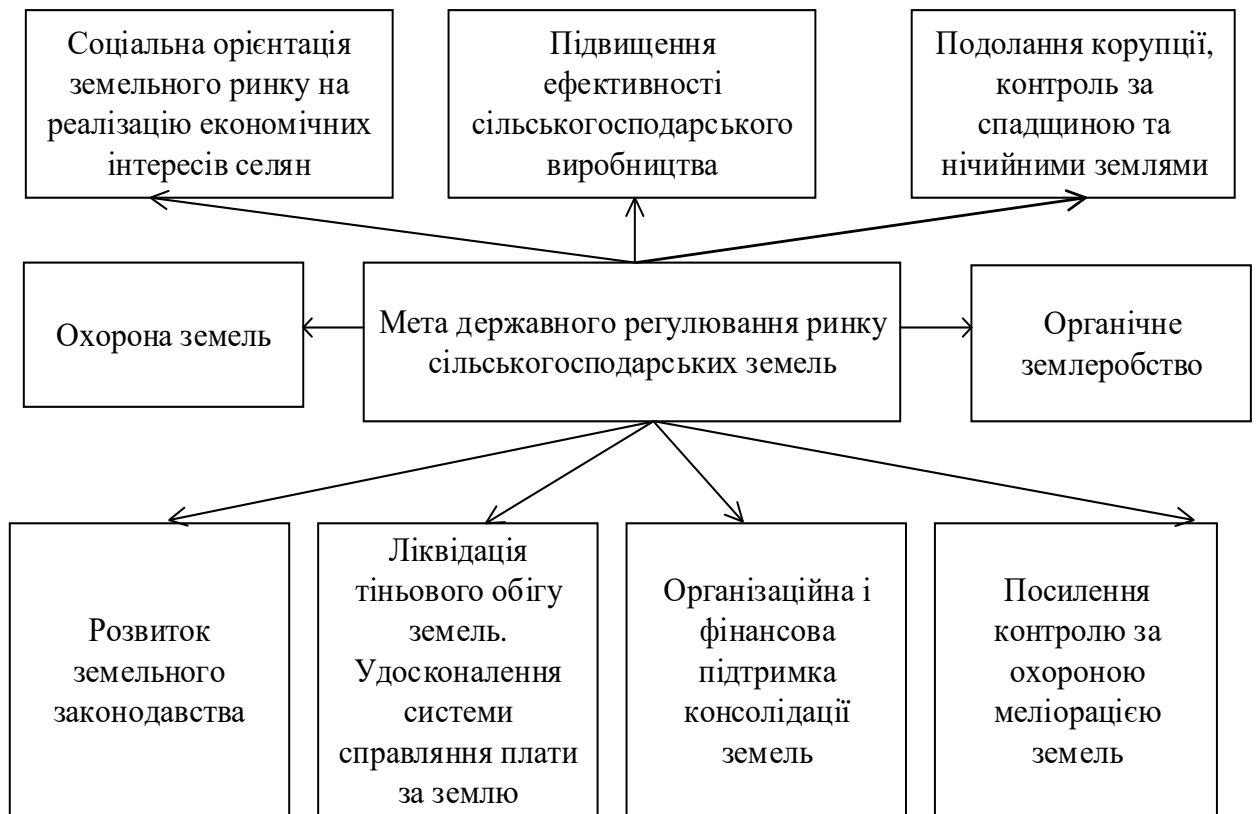 Соціальна орієнтація
земельного ринку на
реалізацію економічних
інтересів селян
Підвищення
ефективності
сільськогосподарського
виробництва
Подолання корупції,
контроль за
спадщиною та
нічийними землями
Охорона земель
Мета державного регулювання ринку
сільськогосподарських земель
Органічне
землеробство
Розвиток
земельного
законодавства
Ліквідація
тіньового обігу
земель.
Удосконалення
системи
справляння плати
за землю
Організаційна і
фінансова
підтримка
консолідації
земель
Посилення
контролю за
охороною
меліорацією
земель